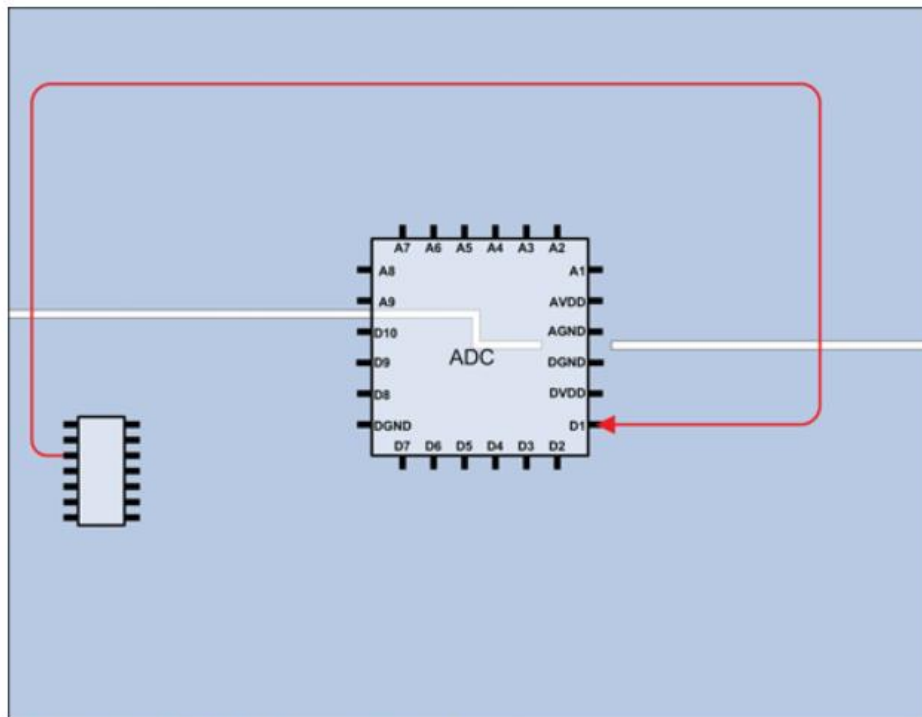 A7 A6 A5 A4 A3 A2
A8 A1
A9 AVDD
D10 AGND
ADC
D9 DGND
D8 DVDD
DGND D1
D7 D6 D5 D4 D3 D2